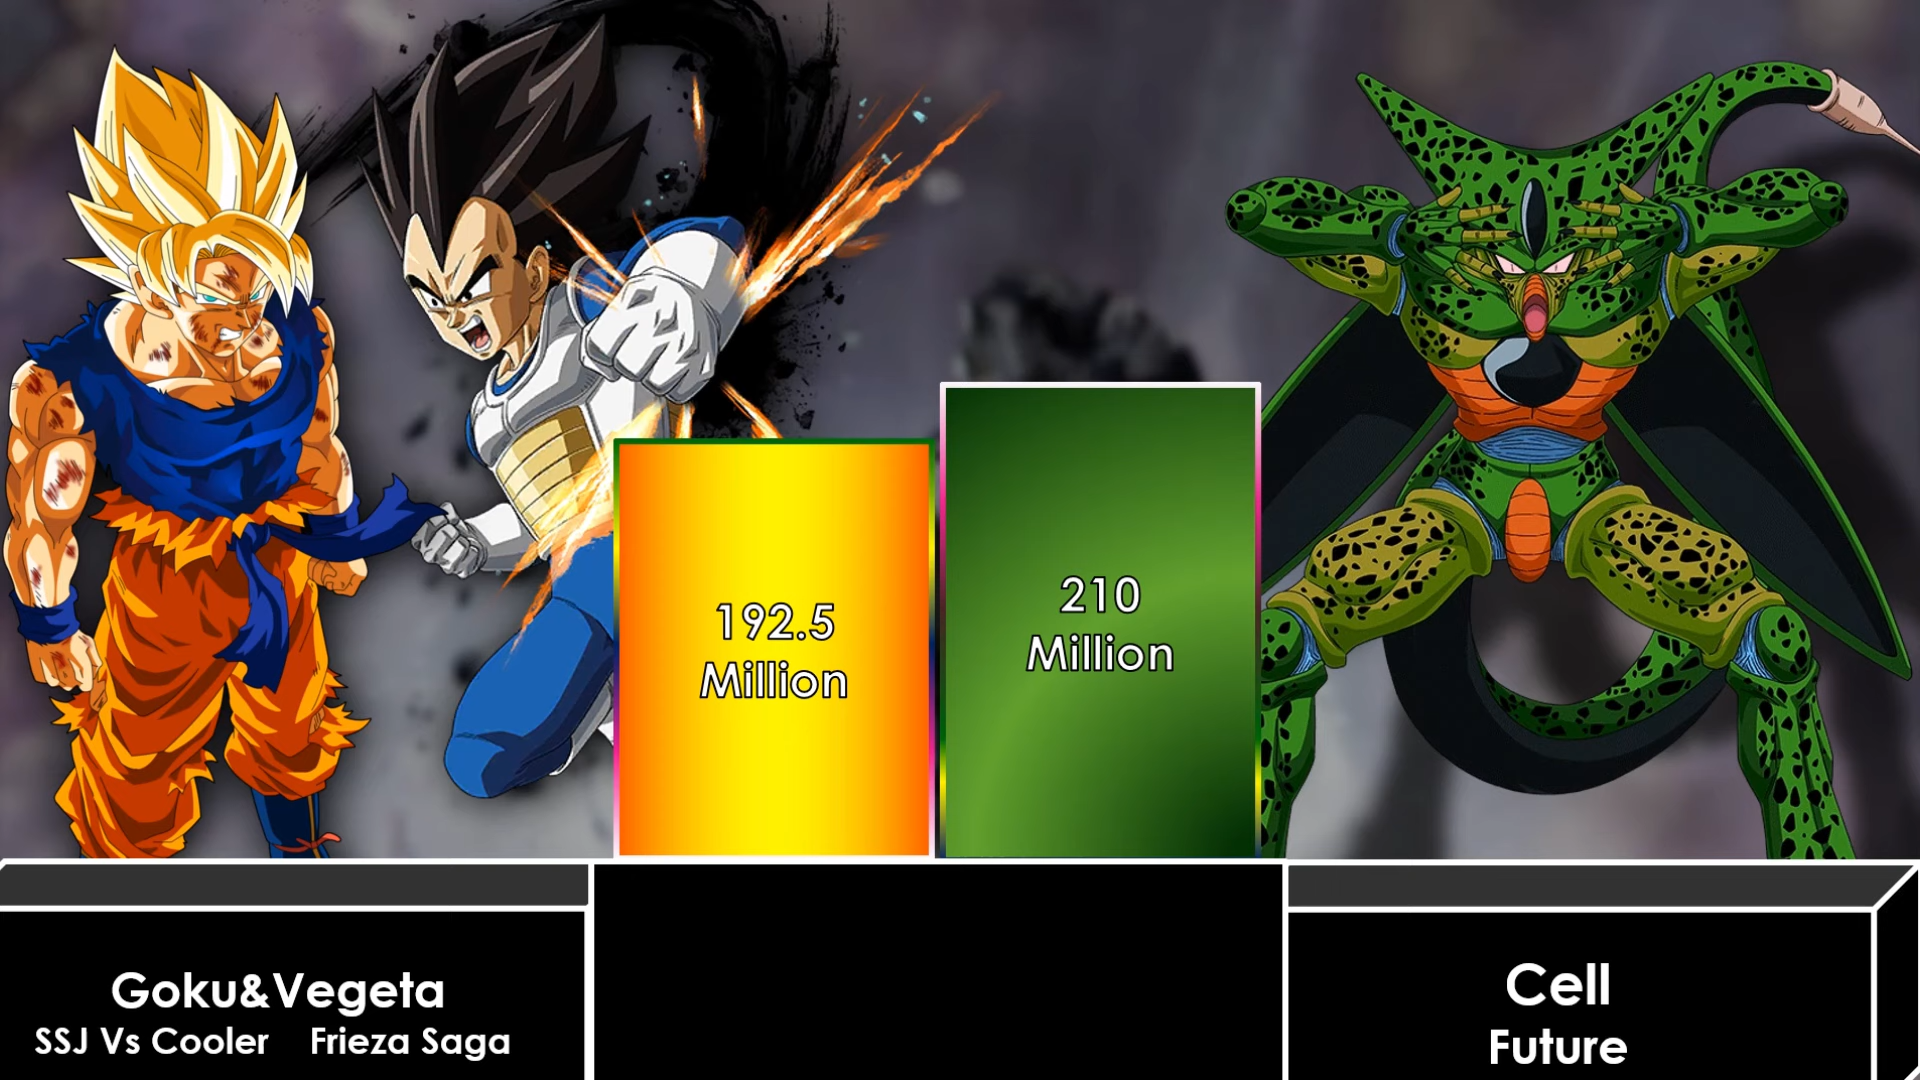 192.5
Million
210
Million
Goku&Vegeta
SSJ Vs Cooler Frieza Saga
Cell
Future